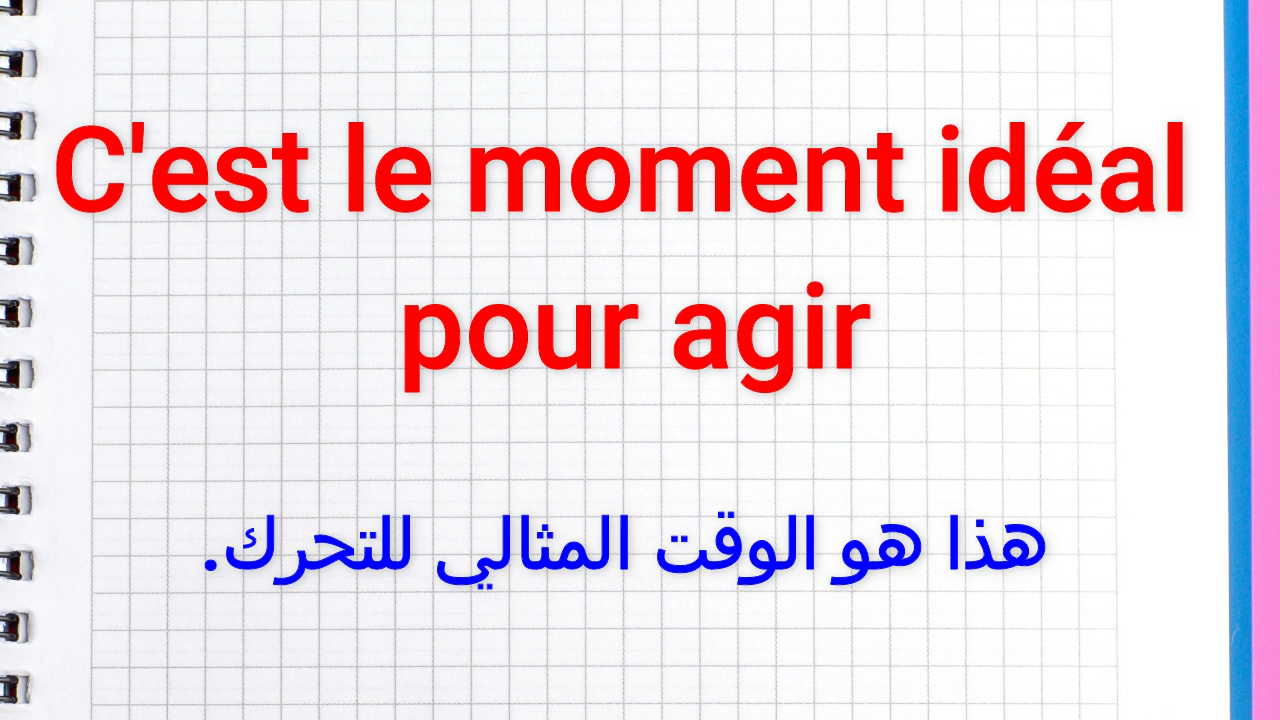 C'est le moment idéal
pour agir
هذا هو الوقت المثالي للتحرك.